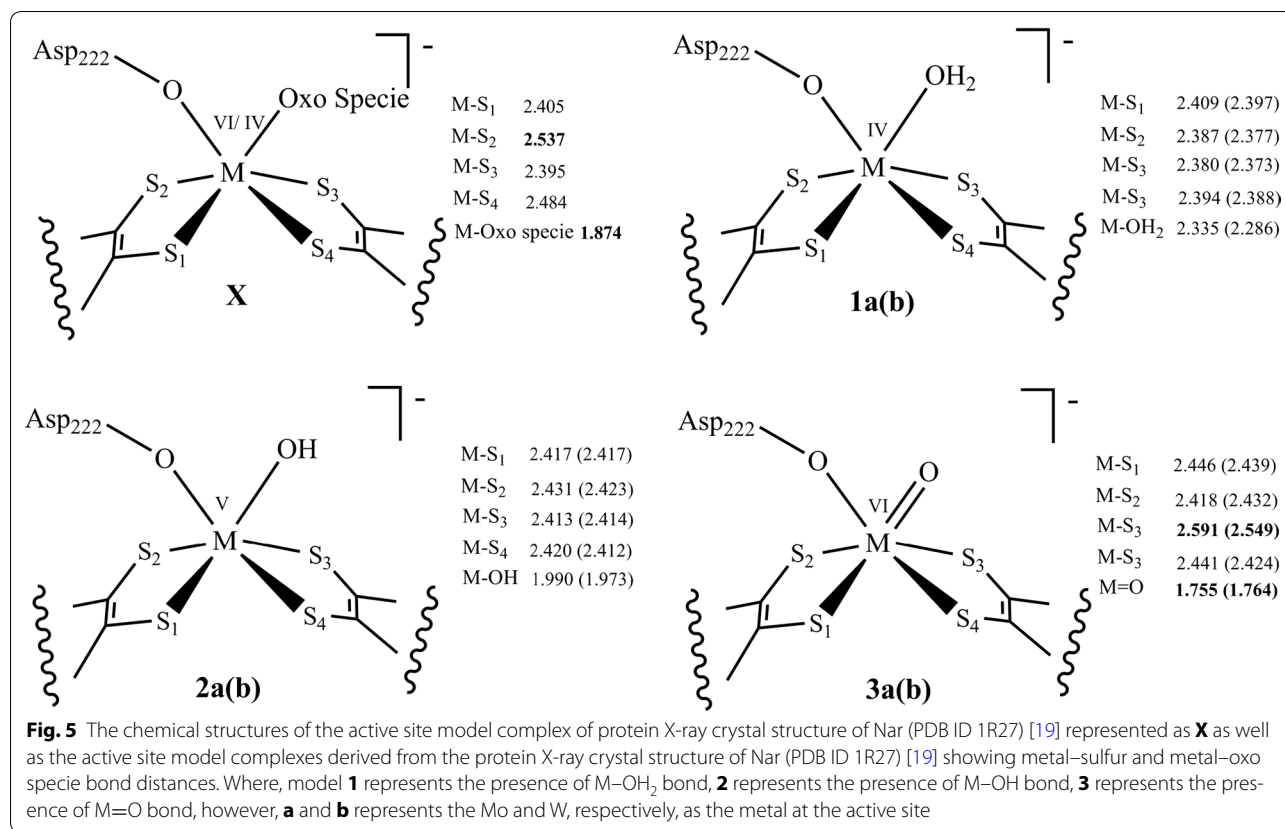 Asp222
O
Oxo Specie
-
VI/ IV
M
S2
S3
S1
S4
X
M-S1 2.405
M-S2 2.537
M-S3 2.395
M-S4 2.484
M-Oxo specie 1.874
Asp222
O
OH2
-
IV
M
S2
S3
S1
S4
1a(b)
M-S1 2.409 (2.397)
M-S2 2.387 (2.377)
M-S3 2.380 (2.373)
M-S3 2.394 (2.388)
M-OH2 2.335 (2.286)
Asp222
O
OH
-
V
M
S2
S3
S1
S4
2a(b)
M-S1 2.417 (2.417)
M-S2 2.431 (2.423)
M-S3 2.413 (2.414)
M-S4 2.420 (2.412)
M-OH 1.990 (1.973)
Asp222
O
O
-
VI
M
S2
S3
S1
S4
3a(b)
M-S1 2.446 (2.439)
M-S2 2.418 (2.432)
M-S3 2.591 (2.549)
M-S3 2.441 (2.424)
M=O 1.755 (1.764)
Fig. 5 The chemical structures of the active site model complex of protein X-ray crystal structure of Nar (PDB ID 1R27) [19] represented as X as well
as the active site model complexes derived from the protein X-ray crystal structure of Nar (PDB ID 1R27) [19] showing metal–sulfur and metal–oxo
specie bond distances. Where, model 1 represents the presence of M–OH2 bond, 2 represents the presence of M–OH bond, 3 represents the pres-
ence of M=O bond, however, a and b represents the Mo and W, respectively, as the metal at the active site